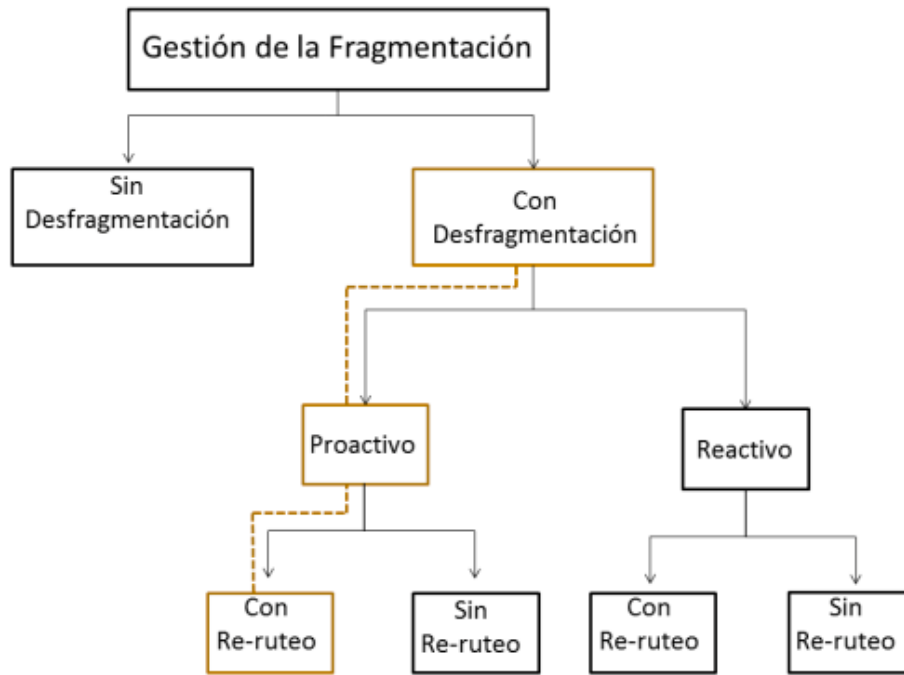 Gestión de la Fragmentación
Sin
Desfragmentación
Con
Desfragmentación
Proactivo
Reactivo
Con
Re-ruteo
Sin
Re-ruteo
Con
Re-ruteo
Sin
Re-ruteo